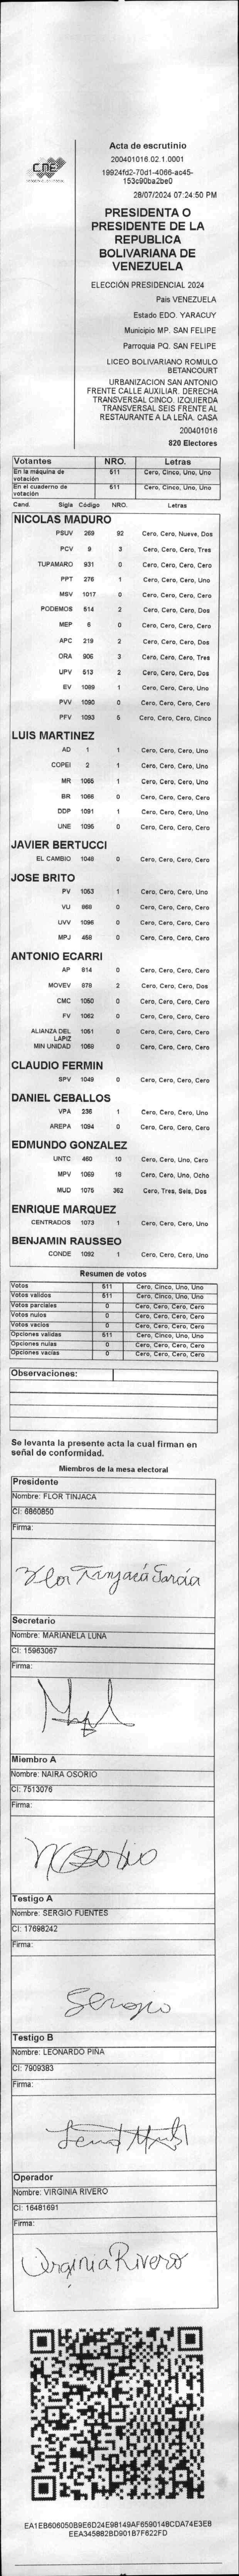 CNE
Acta de escrutinio
200401016.02.1.0001
19924fd2-70d1-4066-ac45-
153c90ba2be0
28/07/2024 07:24:50 PM
PRESIDENTA O
PRESIDENTE DE LA
REPUBLICA
BOLIVARIANA DE
VENEZUELA
ELECCIÓN PRESIDENCIAL 2024
Pais VENEZUELA
Estado EDO. YARACUY
Municipio MP. SAN FELIPE
Parroquia PQ. SAN FELIPE
LICEO BOLIVARIANO ROMULO
BETANCOURT
URBANIZACION SAN ANTONIO
FRENTE CALLE AUXILIAR. DERECHA
TRANSVERSAL CINCO. IZQUIERDA
TRANSVERSAL SEIS FRENTE AL
RESTAURANTE A LA LEÑA. CASA
200401016
820 Electores
Votantes NRO. Letras
En la máquina de votación 511 Cero, Cinco, Uno, Uno
En el cuaderno de votación 511 Cero, Cinco, Uno, Uno
Cand. Sigla Código NRO. Letras
NICOLAS MADURO
PSUV 269 92 Cero, Cero, Nueve, Dos
PCV 9 3 Cero, Cero, Cero, Tres
TUPAMARO 931 0 Cero, Cero, Cero, Cero
PPT 276 1 Cero, Cero, Cero, Uno
MSV 1017 0 Cero, Cero, Cero, Cero
PODEMOS 514 2 Cero, Cero, Cero, Dos
MEP 6 0 Cero, Cero, Cero, Cero
APC 219 2 Cero, Cero, Cero, Dos
ORA 906 3 Cero, Cero, Cero, Tres
UPV 513 2 Cero, Cero, Cero, Dos
EV 1089 1 Cero, Cero, Cero, Uno
PVV 1090 0 Cero, Cero, Cero, Cero
PFV 1093 5 Cero, Cero, Cero, Cinco
LUIS MARTINEZ
AD 1 1 Cero, Cero, Cero, Uno
COPEI 2 1 Cero, Cero, Cero, Uno
MR 1065 1 Cero, Cero, Cero, Uno
BR 1066 0 Cero, Cero, Cero, Cero
DDP 1091 1 Cero, Cero, Cero, Uno
UNE 1095 0 Cero, Cero, Cero, Cero
JAVIER BERTUCCI
EL CAMBIO 1048 0 Cero, Cero, Cero, Cero
JOSE BRITO
PV 1053 1 Cero, Cero, Cero, Uno
VU 868 0 Cero, Cero, Cero, Cero
UVV 1096 0 Cero, Cero, Cero, Cero
MPJ 458 0 Cero, Cero, Cero, Cero
ANTONIO ECARRI
AP 814 0 Cero, Cero, Cero, Cero
MOVEV 878 2 Cero, Cero, Cero, Dos
CMC 1050 0 Cero, Cero, Cero, Cero
FV 1062 0 Cero, Cero, Cero, Cero
ALIANZA DEL LAPIZ 1051 0 Cero, Cero, Cero, Cero
MIN UNIDAD 1068 0 Cero, Cero, Cero, Cero
CLAUDIO FERMIN
SPV 1049 0 Cero, Cero, Cero, Cero
DANIEL CEBALLOS
VPA 236 1 Cero, Cero, Cero, Uno
AREPA 1094 0 Cero, Cero, Cero, Cero
EDMUNDO GONZALEZ
UNTC 460 10 Cero, Cero, Uno, Cero
MPV 1069 18 Cero, Cero, Uno, Ocho
MUD 1075 362 Cero, Tres, Seis, Dos
ENRIQUE MARQUEZ
CENTRADOS 1073 1 Cero, Cero, Cero, Uno
BENJAMIN RAUSSEO
CONDE 1092 1 Cero, Cero, Cero, Uno
Resumen de votos
Votos 511 Cero, Cinco, Uno, Uno
Votos validos 511 Cero, Cinco, Uno, Uno
Votos parciales 0 Cero, Cero, Cero, Cero
Votos nulos 0 Cero, Cero, Cero, Cero
Votos vacios 0 Cero, Cero, Cero, Cero
Opciones validas 511 Cero, Cinco, Uno, Uno
Opciones nulas 0 Cero, Cero, Cero, Cero
Opciones vacias 0 Cero, Cero, Cero, Cero
Observaciones:
Se levanta la presente acta la cual firman en
señal de conformidad.
Miembros de la mesa electoral
Presidente
Nombre: FLOR TINJACA
CI: 6860850
Firma:
Flor Tinjacá García
Secretario
Nombre: MARIANELA LUNA
CI: 15963067
Firma:
Miembro A
Nombre: NAIRA OSORIO
CI: 7513076
Firma:
NOsorio
Testigo A
Nombre: SERGIO FUENTES
CI: 17698242
Firma:
Sergio
Testigo B
Nombre: LEONARDO PIÑA
CI: 7909383
Firma:
Operador
Nombre: VIRGINIA RIVERO
CI: 16481691
Firma:
Virginia Rivero
EA1EB606050B9E6D24E98149AF6590148CDA74E3E8
EEA345882BD901B7F622FD